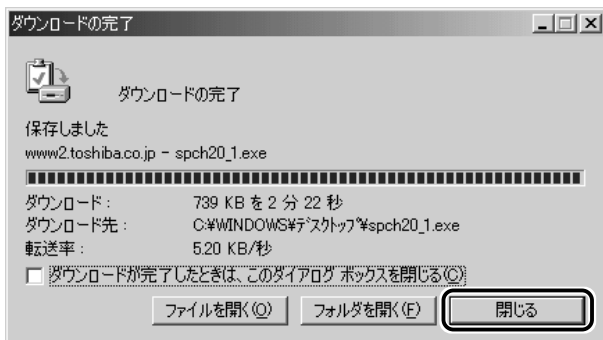 ダウンロードの完了
ダウンロードの完了
保存しました
www2.toshiba.co.jp - spch20_1.exe
ダウンロード: 739 KB を 2 分 22 秒
ダウンロード先: C:¥WINDOWS¥ﾃﾞｽｸﾄｯﾌﾟ¥spch20_1.exe
転送率: 5.20 KB/秒
ダウンロードが完了したときは、このダイアログ ボックスを閉じる(C)
ファイルを開く(O) フォルダを開く(F) 閉じる